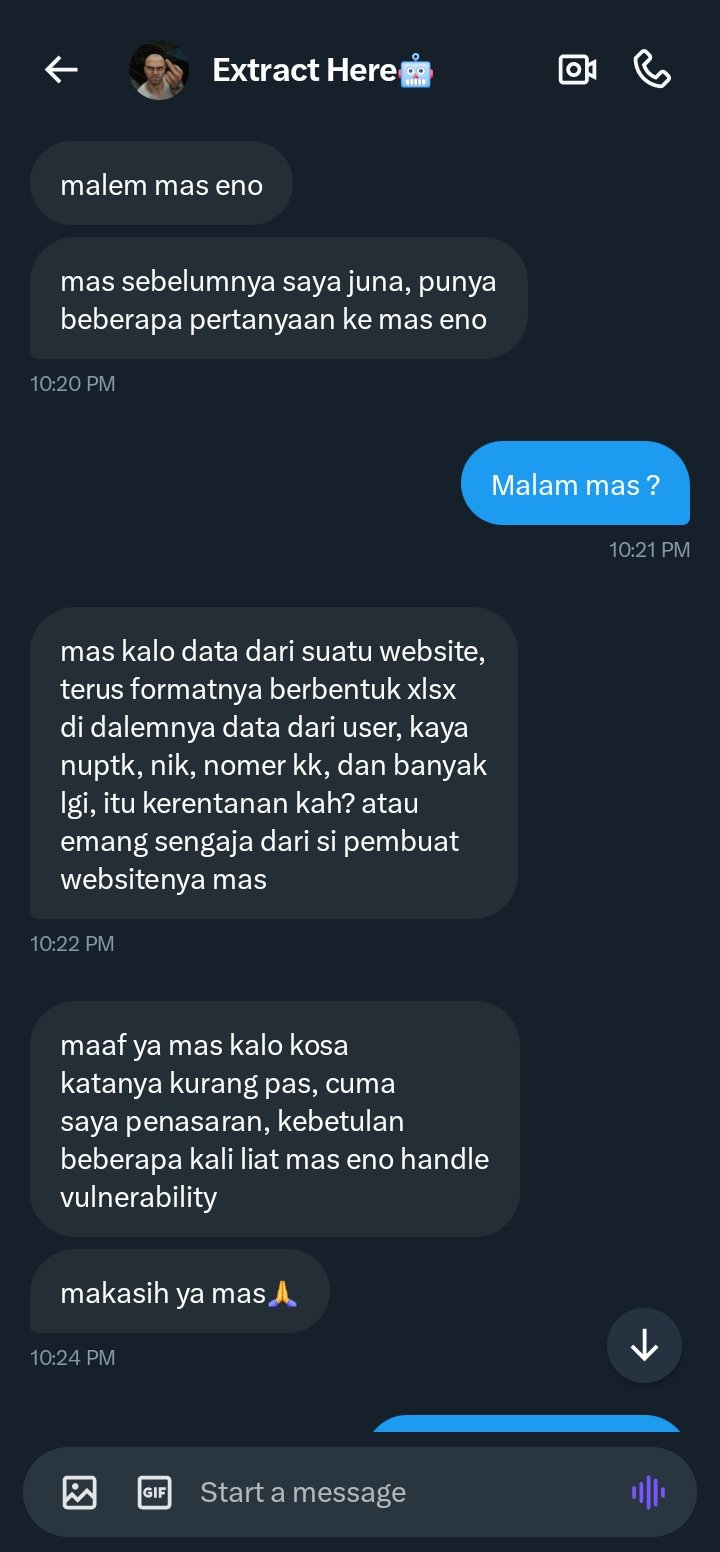 Extract Here🤖
malem mas eno
mas sebelumnya saya juna, punya
beberapa pertanyaan ke mas eno
10:20 PM
Malam mas ?
10:21 PM
mas kalo data dari suatu website,
terus formatnya berbentuk xlsx
di dalemnya data dari user, kaya
nuptk, nik, nomer kk, dan banyak
lgi, itu kerentanan kah? atau
emang sengaja dari si pembuat
websitenya mas
10:22 PM
maaf ya mas kalo kosa
katanya kurang pas, cuma
saya penasaran, kebetulan
beberapa kali liat mas eno handle
vulnerability
makasih ya mas🙏
10:24 PM
GIF Start a message